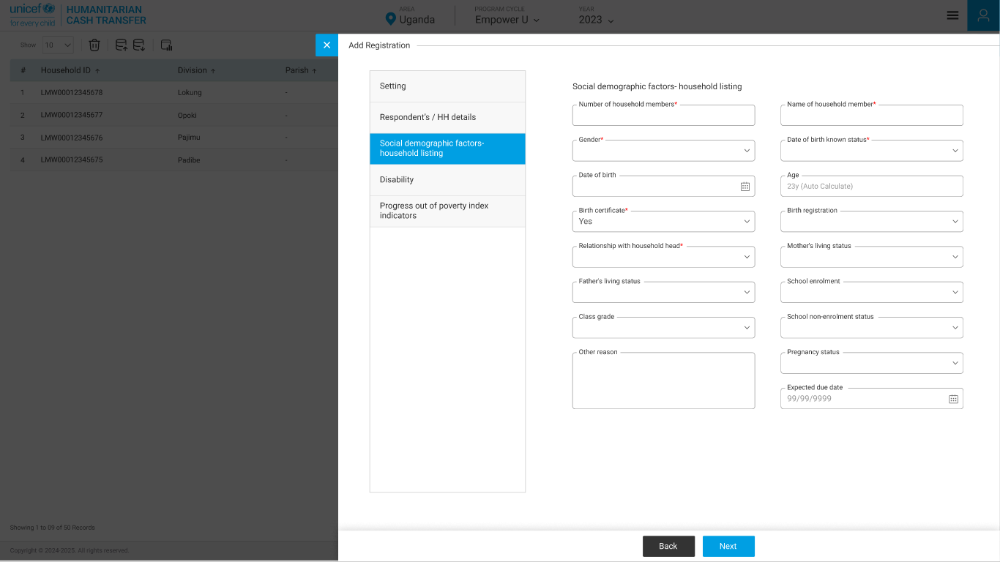 unicef
for every child
HUMANITARIAN
CASH TRANSFER
AREA
Uganda
PROGRAM CYCLE
Empower U
YEAR
2023
Show
10
Add Registration
# Household ID Division Parish
1 LMW00012345678 Lokung -
2 LMW00012345677 Opoki -
3 LMW00012345676 Pajimu -
4 LMW00012345675 Padibe -
Showing 1 to 09 of 50 Records
Copyright © 2024-2025. All rights reserved.
Setting
Respondent's / HH details
Social demographic factors-
household listing
Disability
Progress out of poverty index
indicators
Social demographic factors- household listing
Number of household members*
Name of household member*
Gender*
Date of birth known status*
Date of birth
Age
23y (Auto Calculate)
Birth certificate*
Yes
Birth registration
Relationship with household head*
Mother's living status
Father's living status
School enrolment
Class grade
School non-enrolment status
Other reason
Pregnancy status
Expected due date
99/99/9999
Back
Next